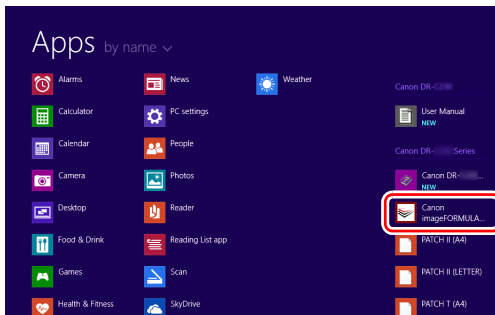 Apps by name
Alarms
Calculator
Calendar
Camera
Desktop
Food & Drink
Games
Health & Fitness
News
PC settings
People
Photos
Reader
Reading List app
Scan
SkyDrive
Weather
Canon DR-
User Manual
NEW
Canon DR- Series
Canon DR- ...
NEW
Canon
imageFORMULA...
PATCH II (A4)
PATCH II (LETTER)
PATCH T (A4)